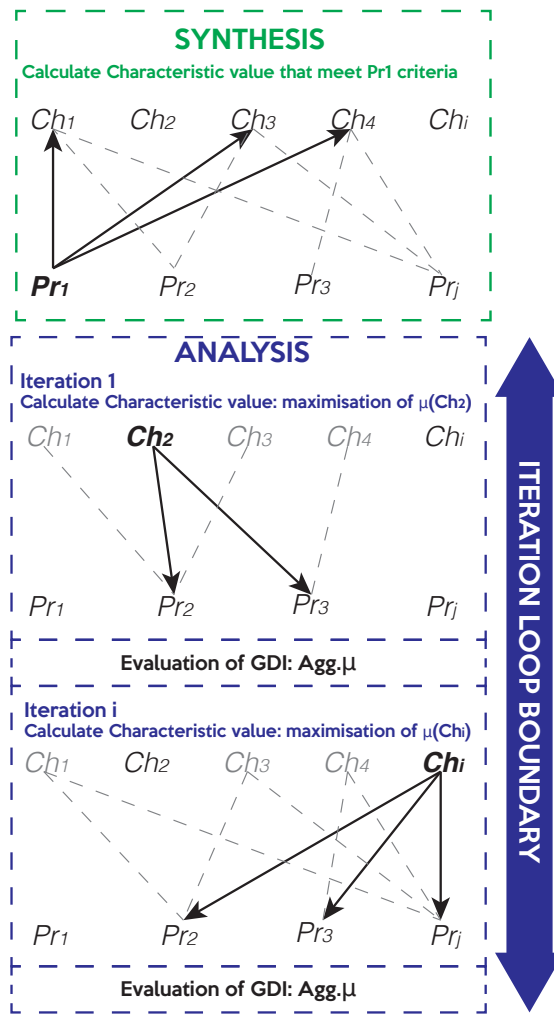 SYNTHESIS
Calculate Characteristic value that meet Pr1 criteria
Ch1 Ch2 Ch3 Ch4 Chi
Pr1 Pr2 Pr3 Prj
ANALYSIS
Iteration 1
Calculate Characteristic value: maximisation of μ(Ch2)
Ch1 Ch2 Ch3 Ch4 Chi
Pr1 Pr2 Pr3 Prj
Evaluation of GDI: Agg.μ
Iteration i
Calculate Characteristic value: maximisation of μ(Chi)
Ch1 Ch2 Ch3 Ch4 Chi
Pr1 Pr2 Pr3 Prj
Evaluation of GDI: Agg.μ
ITERATION LOOP BOUNDARY